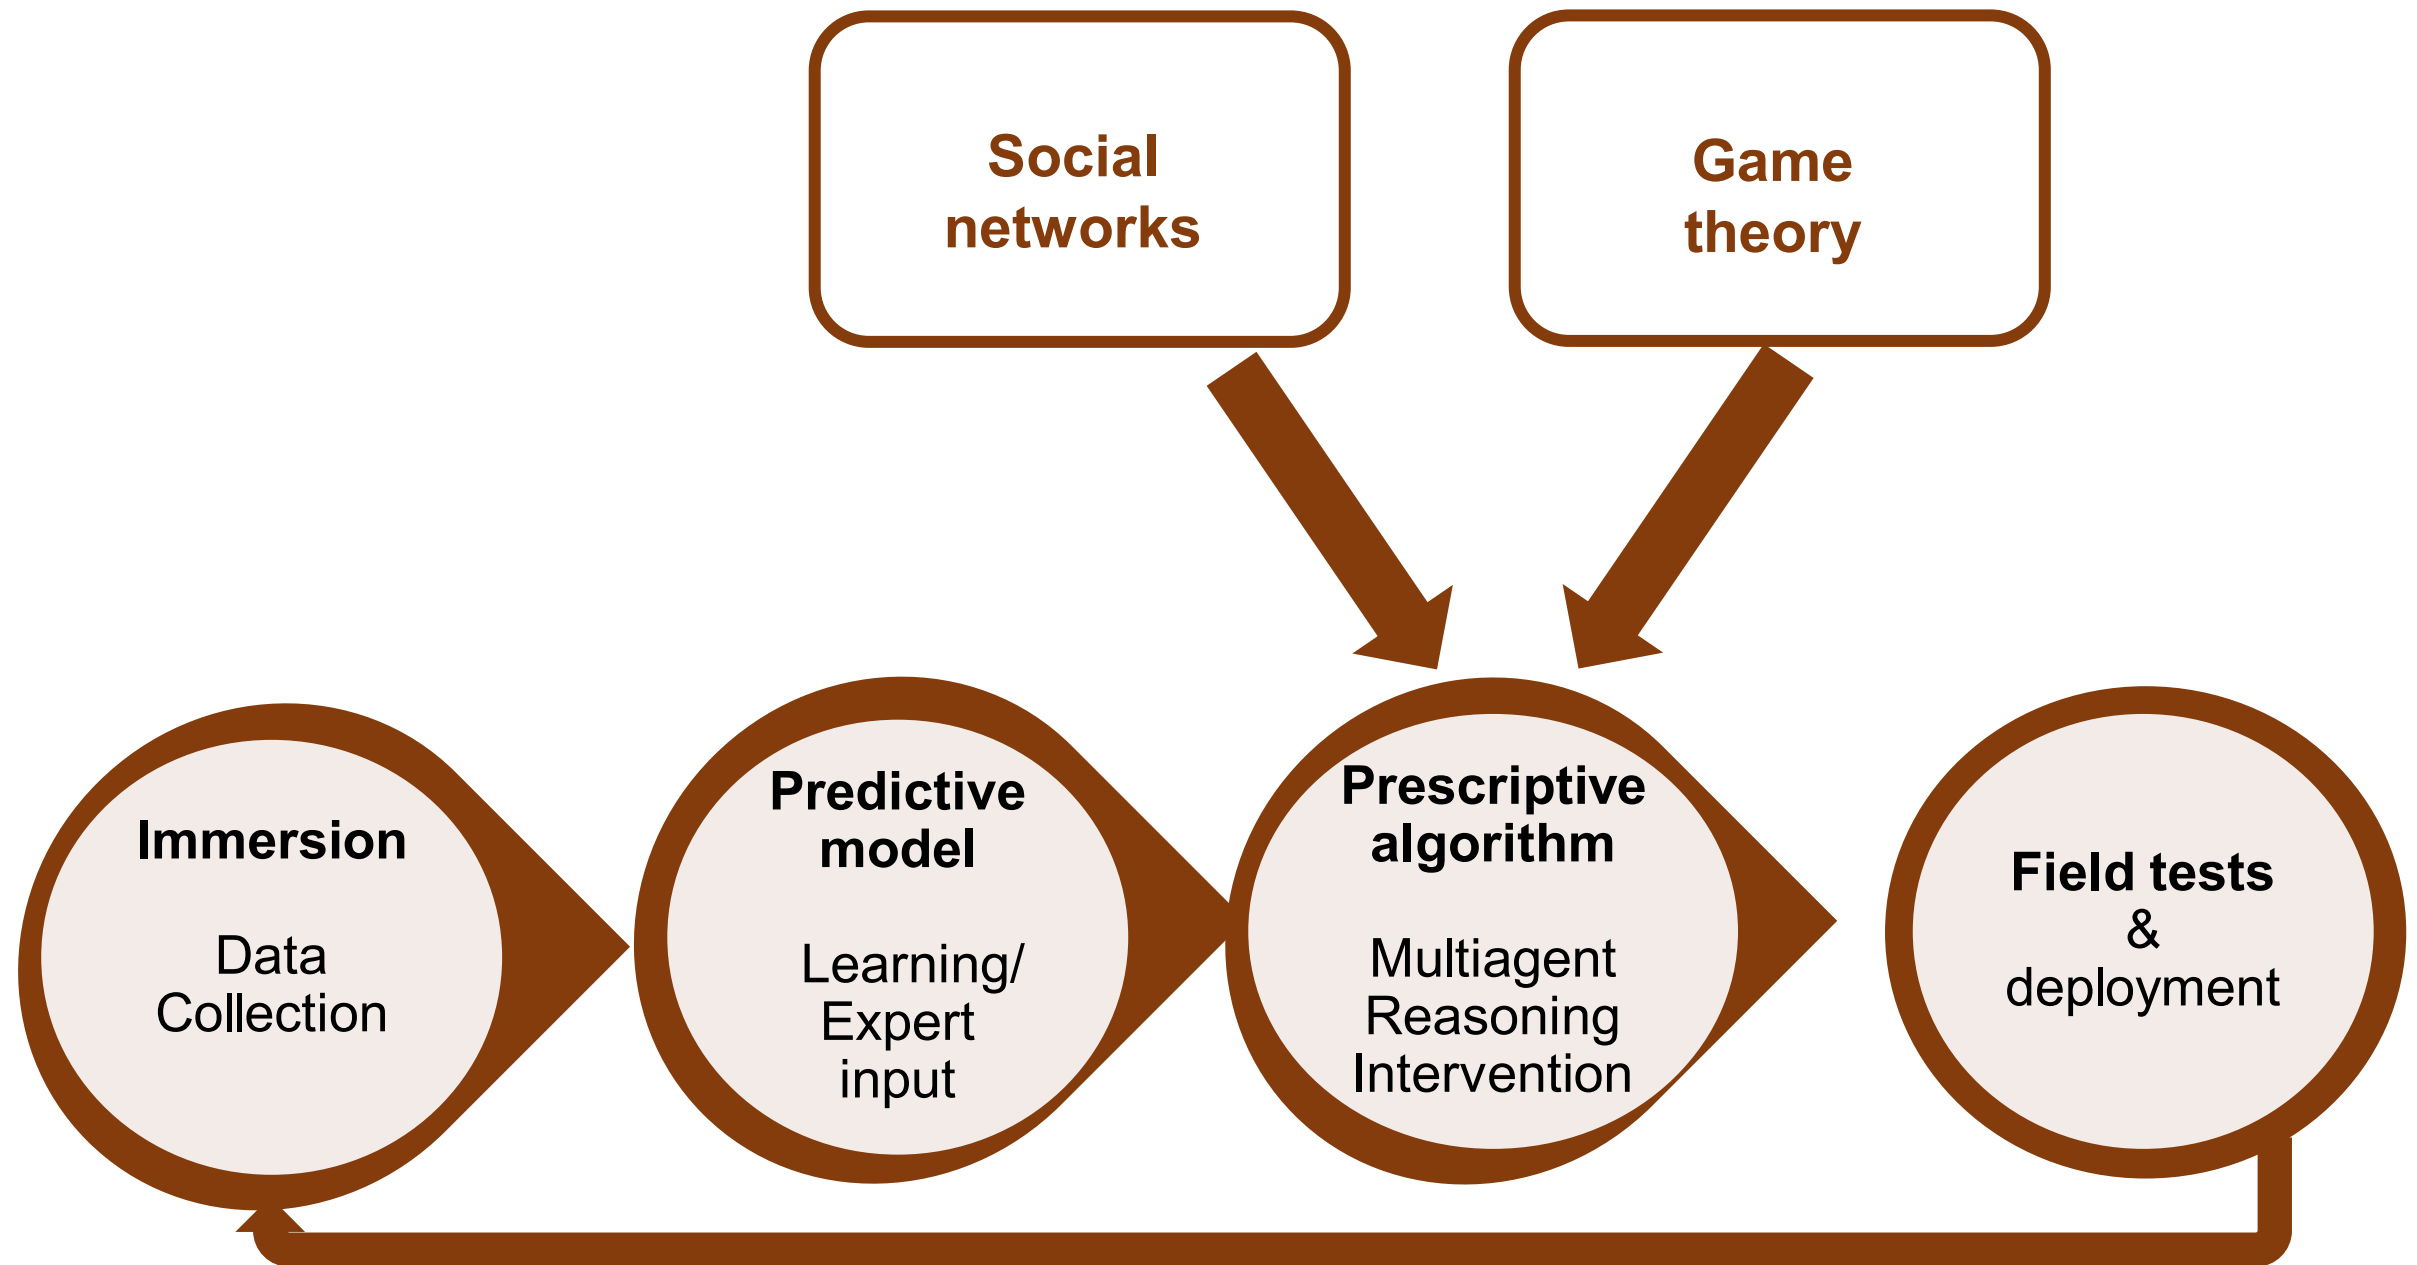 Social
networks
Game
theory
Immersion
Data
Collection
Predictive
model
Learning/
Expert
input
Prescriptive
algorithm
Multiagent
Reasoning
Intervention
Field tests
&
deployment